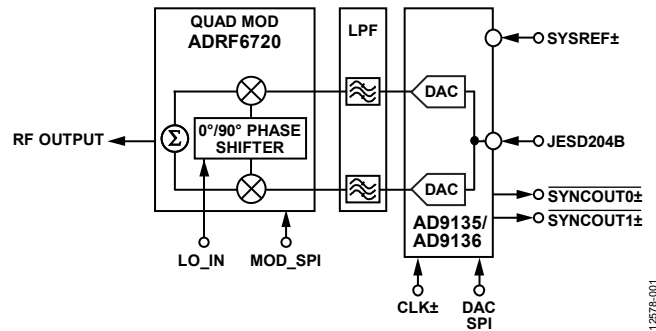 QUAD MOD
ADRF6720
LPF
SYSREF±
DAC
RF OUTPUT
Σ
0°/90° PHASE
SHIFTER
JESD204B
DAC
SYNCOUT0±
SYNCOUT1±
AD9135/
AD9136
LO_IN
MOD_SPI
CLK±
DAC
SPI
12578-001